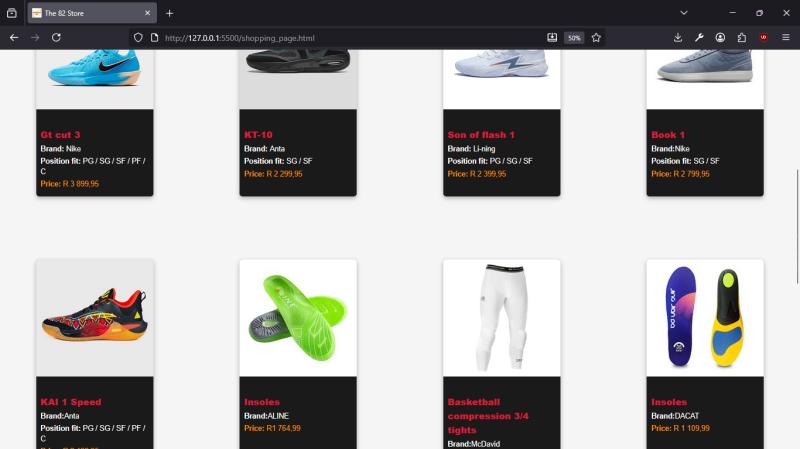 The 82 Store
http://127.0.0.1:5500/shopping_page.html
50%
Gt cut 3
Brand: Nike
Position fit: PG / SG / SF / PF /
C
Price: R 3 899,95
KT-10
Brand: Anta
Position fit: SG / SF
Price: R 2 299,95
Son of flash 1
Brand: Li-ning
Position fit: PG / SG / SF
Price: R 2 399,95
Book 1
Brand:Nike
Position fit: SG / SF
Price: R 2 799,95
KAI 1 Speed
Brand:Anta
Position fit: PG / SG / SF / PF /
C
Insoles
Brand:ALINE
Price: R1 764,99
Basketball
compression 3/4
tights
Brand:McDavid
Insoles
Brand:DACAT
Price: R 1 109,99